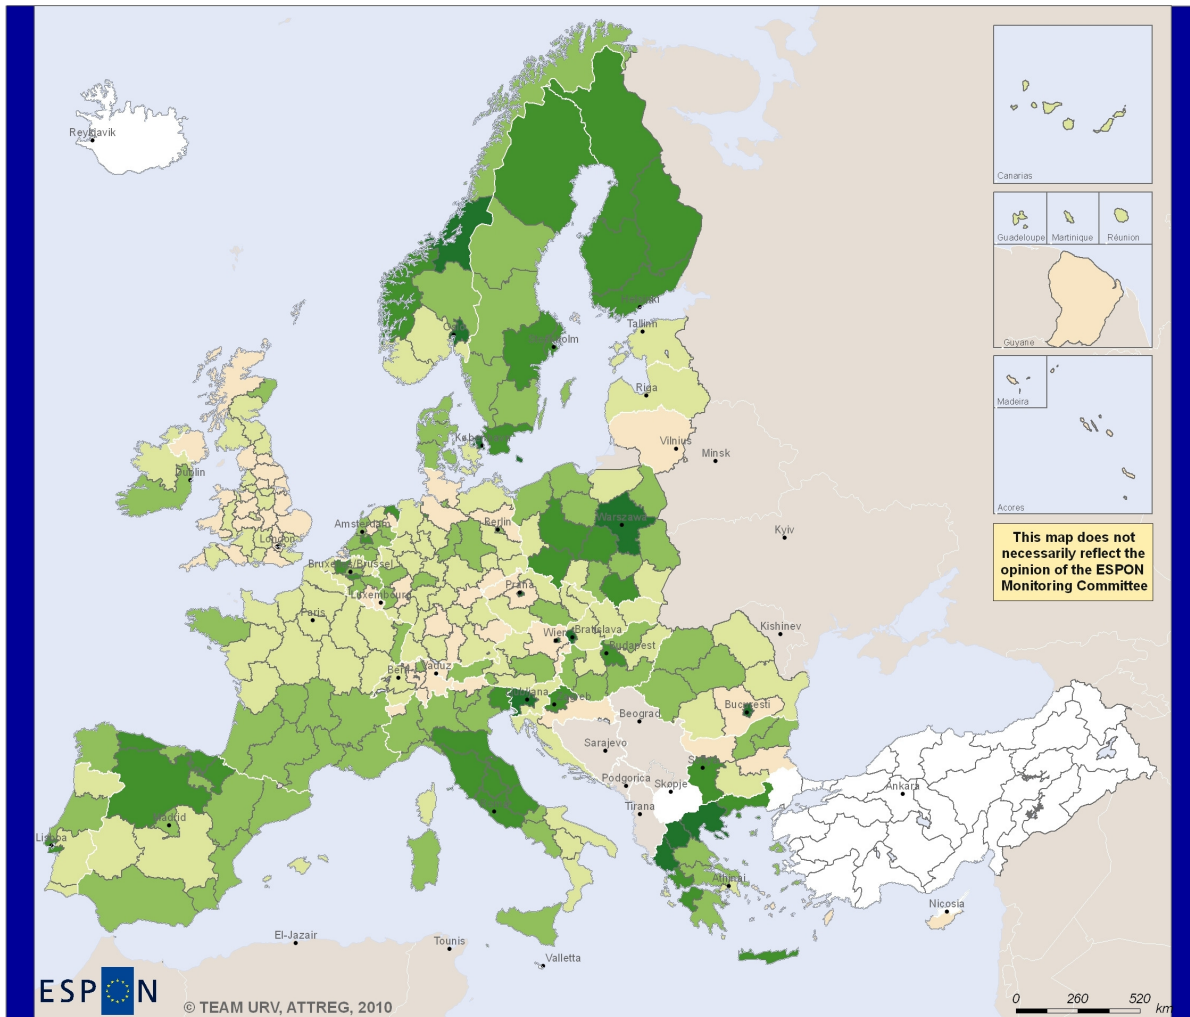 Reykjavik
Canarias
Guadeloupe
Martinique
Réunion
Guyane
Madeira
Acores
This map does not
necessarily reflect the
opinion of the ESPON
Monitoring Committee
Tallinn
Riga
Vilnius
Minsk
Dublin
London
Amsterdam
Berlin
Warszawa
Kyiv
Bruxelles/Brussel
Luxembourg
Praha
Paris
Wien
Bratislava
Budapest
Kishinev
Vaduz
Bucuresti
Beograd
Sarajevo
Podgorica
Skopje
Tirana
Ankara
Madrid
Lisboa
Athinai
Nicosia
El-Jazair
Tounis
Valletta
ESPON
© TEAM URV, ATTREG, 2010
0 260 520
km